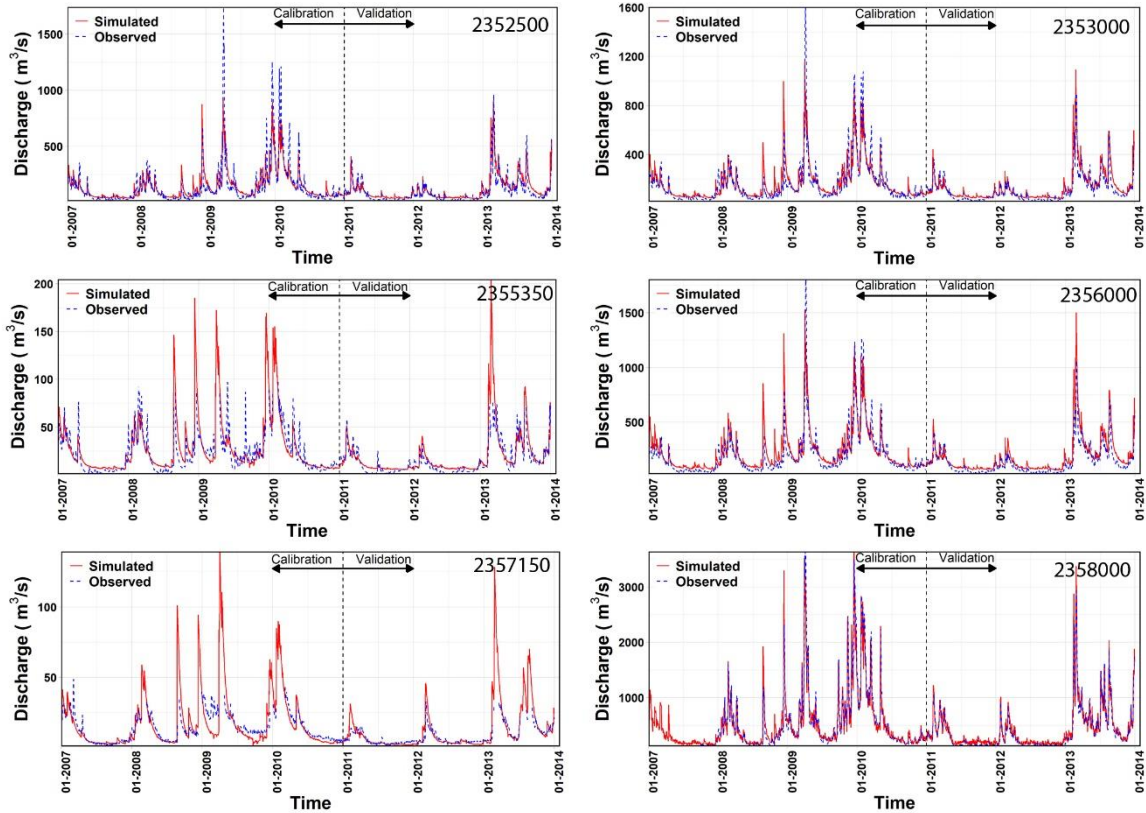 Calibration Validation
2352500
Simulated
Observed
Discharge ( m³/s)
1500
1000
500
01-2007 01-2008 01-2009 01-2010 01-2011 01-2012 01-2013 01-2014
Time
Calibration Validation
2353000
Simulated
Observed
Discharge ( m³/s)
1600
1200
800
400
01-2007 01-2008 01-2009 01-2010 01-2011 01-2012 01-2013 01-2014
Time
Calibration Validation
2355350
Simulated
Observed
Discharge ( m³/s)
200
150
100
50
01-2007 01-2008 01-2009 01-2010 01-2011 01-2012 01-2013 01-2014
Time
Calibration Validation
2356000
Simulated
Observed
Discharge ( m³/s)
1500
1000
500
01-2007 01-2008 01-2009 01-2010 01-2011 01-2012 01-2013 01-2014
Time
Calibration Validation
2357150
Simulated
Observed
Discharge ( m³/s)
100
50
01-2007 01-2008 01-2009 01-2010 01-2011 01-2012 01-2013 01-2014
Time
Calibration Validation
2358000
Simulated
Observed
Discharge ( m³/s)
3000
2000
1000
01-2007 01-2008 01-2009 01-2010 01-2011 01-2012 01-2013 01-2014
Time